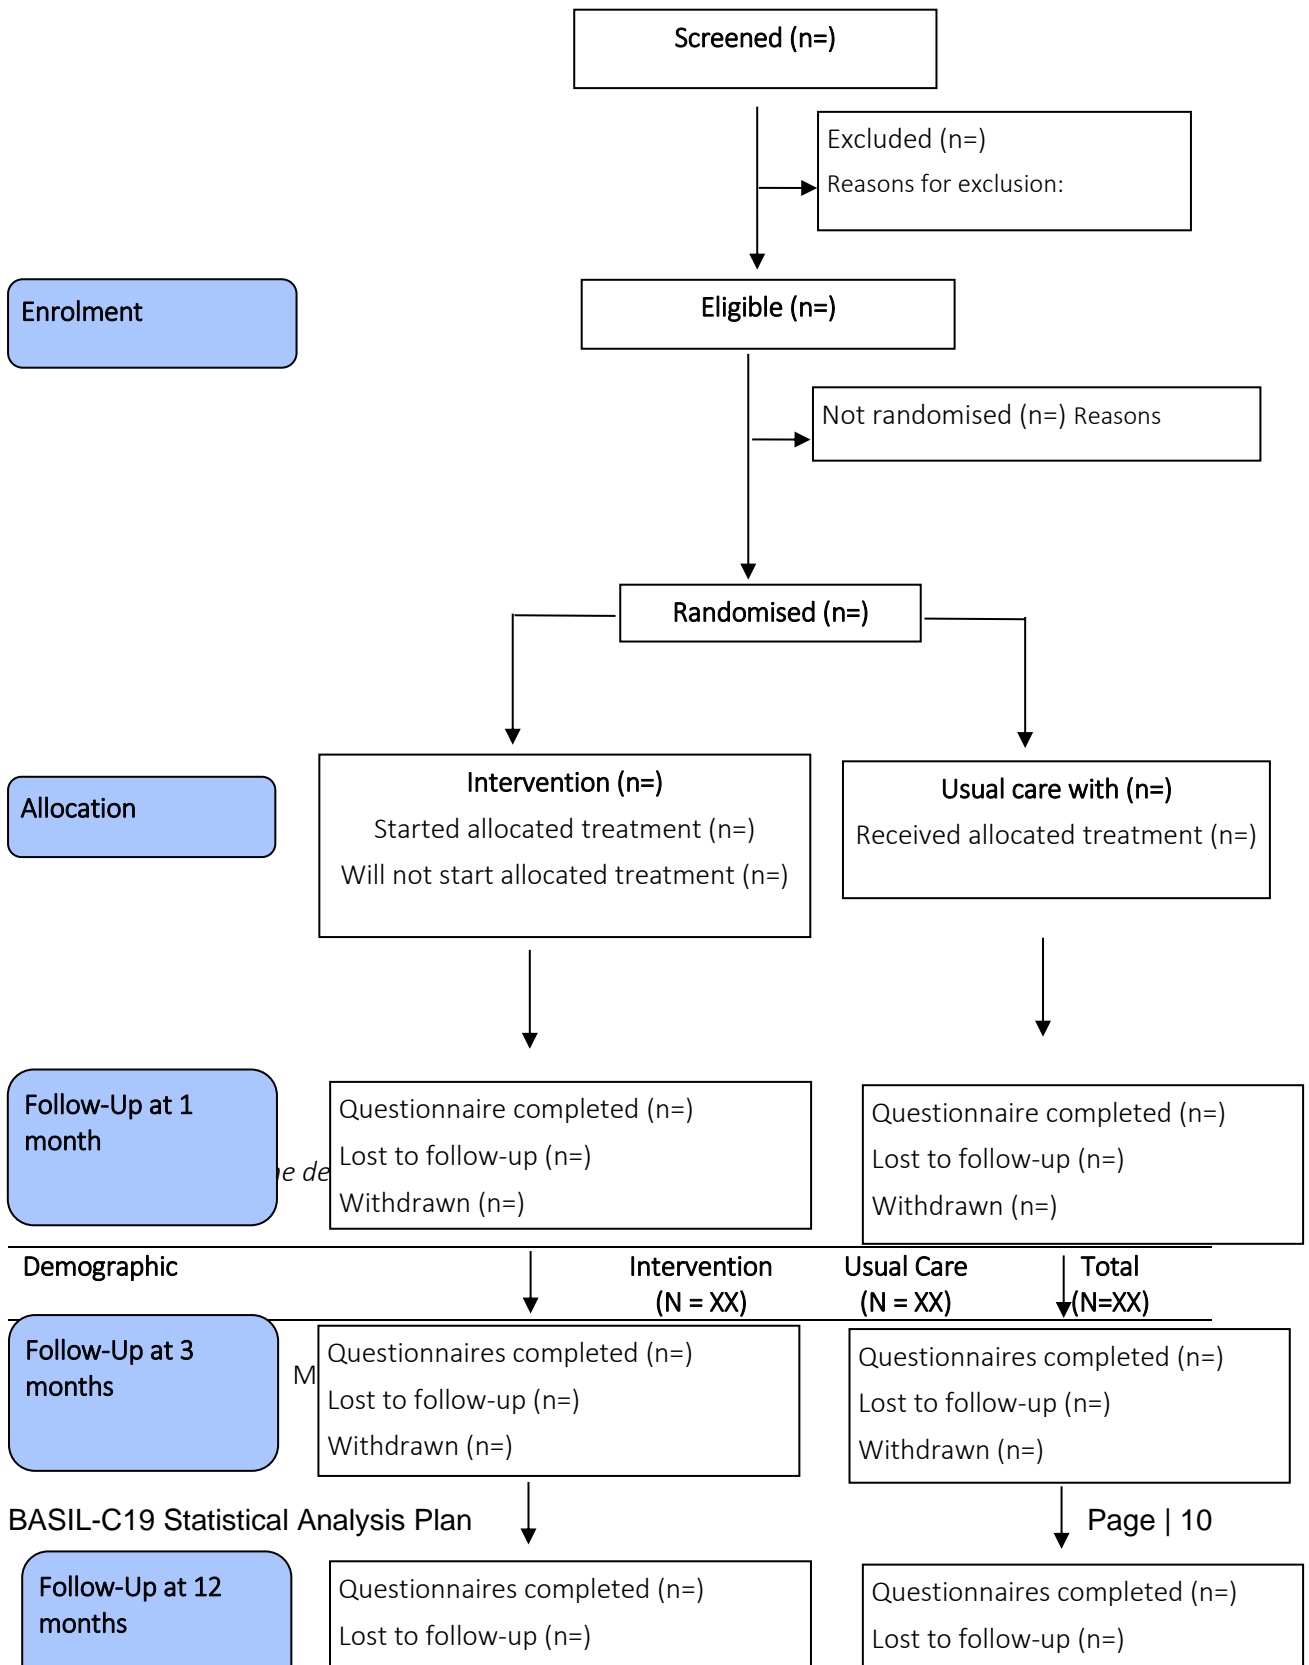 Screened (n=)
Excluded (n=)
Reasons for exclusion:
Enrolment
Eligible (n=)
Not randomised (n=) Reasons
Randomised (n=)
Allocation
Intervention (n=)
Started allocated treatment (n=)
Will not start allocated treatment (n=)
Usual care with (n=)
Received allocated treatment (n=)
Follow-Up at 1
month
Questionnaire completed (n=)
Lost to follow-up (n=)
Withdrawn (n=)
Questionnaire completed (n=)
Lost to follow-up (n=)
Withdrawn (n=)
Demographic Intervention Usual Care Total
(N = XX) (N = XX) (N=XX)
Follow-Up at 3
months
M
Questionnaires completed (n=)
Lost to follow-up (n=)
Withdrawn (n=)
Questionnaires completed (n=)
Lost to follow-up (n=)
Withdrawn (n=)
BASIL-C19 Statistical Analysis Plan Page | 10
Follow-Up at 12
months
Questionnaires completed (n=)
Lost to follow-up (n=)
Questionnaires completed (n=)
Lost to follow-up (n=)